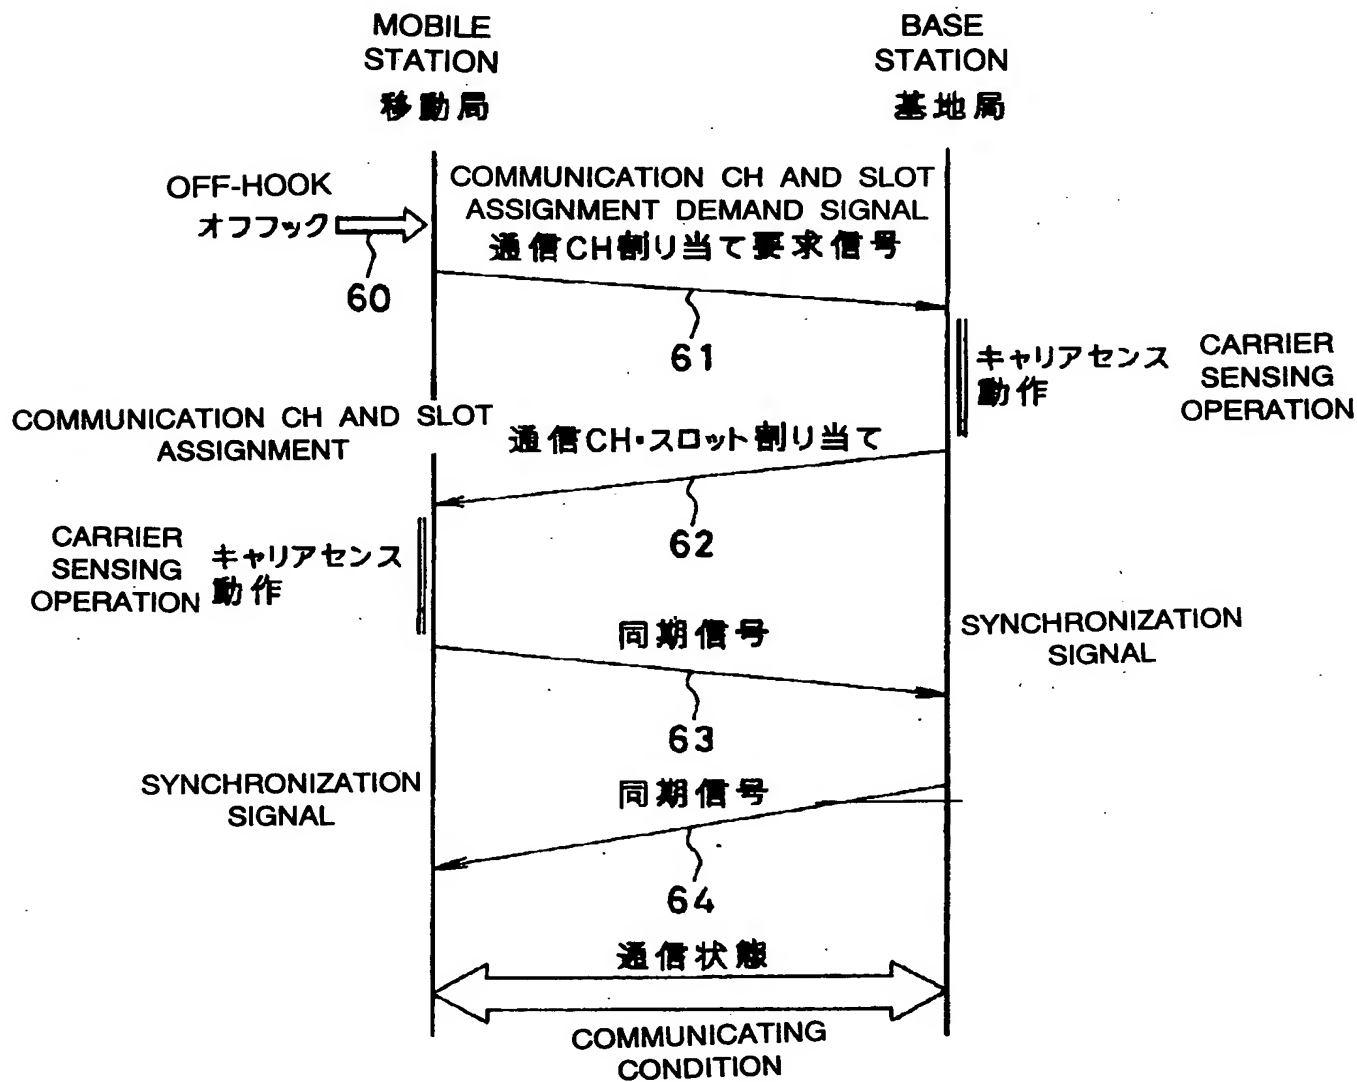 MOBILE
STATION
移動局
BASE
STATION
基地局
OFF-HOOK
オフフック
60
COMMUNICATION CH AND SLOT
ASSIGNMENT DEMAND SIGNAL
通信CH割り当て要求信号
61
キャリアセンス
動作
CARRIER
SENSING
OPERATION
COMMUNICATION CH AND SLOT
ASSIGNMENT
通信CH・スロット割り当て
62
CARRIER
SENSING
OPERATION
キャリアセンス
動作
同期信号
SYNCHRONIZATION
SIGNAL
63
SYNCHRONIZATION
SIGNAL
同期信号
64
通信状態
COMMUNICATING
CONDITION